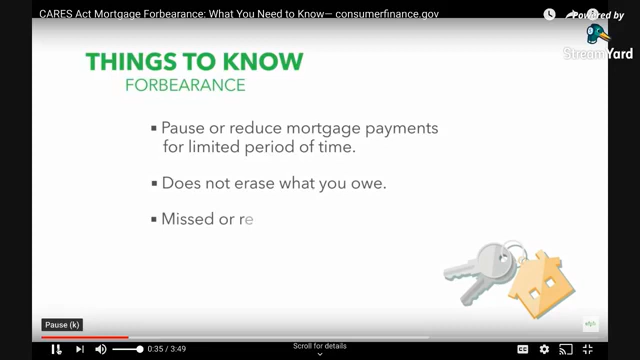 CARES Act Mortgage Forbearance: What You Need to Know— consumerfinance.gov
Powered by
StreamYard
THINGS TO KNOW
FORBEARANCE
▪ Pause or reduce mortgage payments
for limited period of time.
▪ Does not erase what you owe.
▪ Missed or re
cfpb
Pause (k)
0:35 / 3:49
Scroll for details
CC